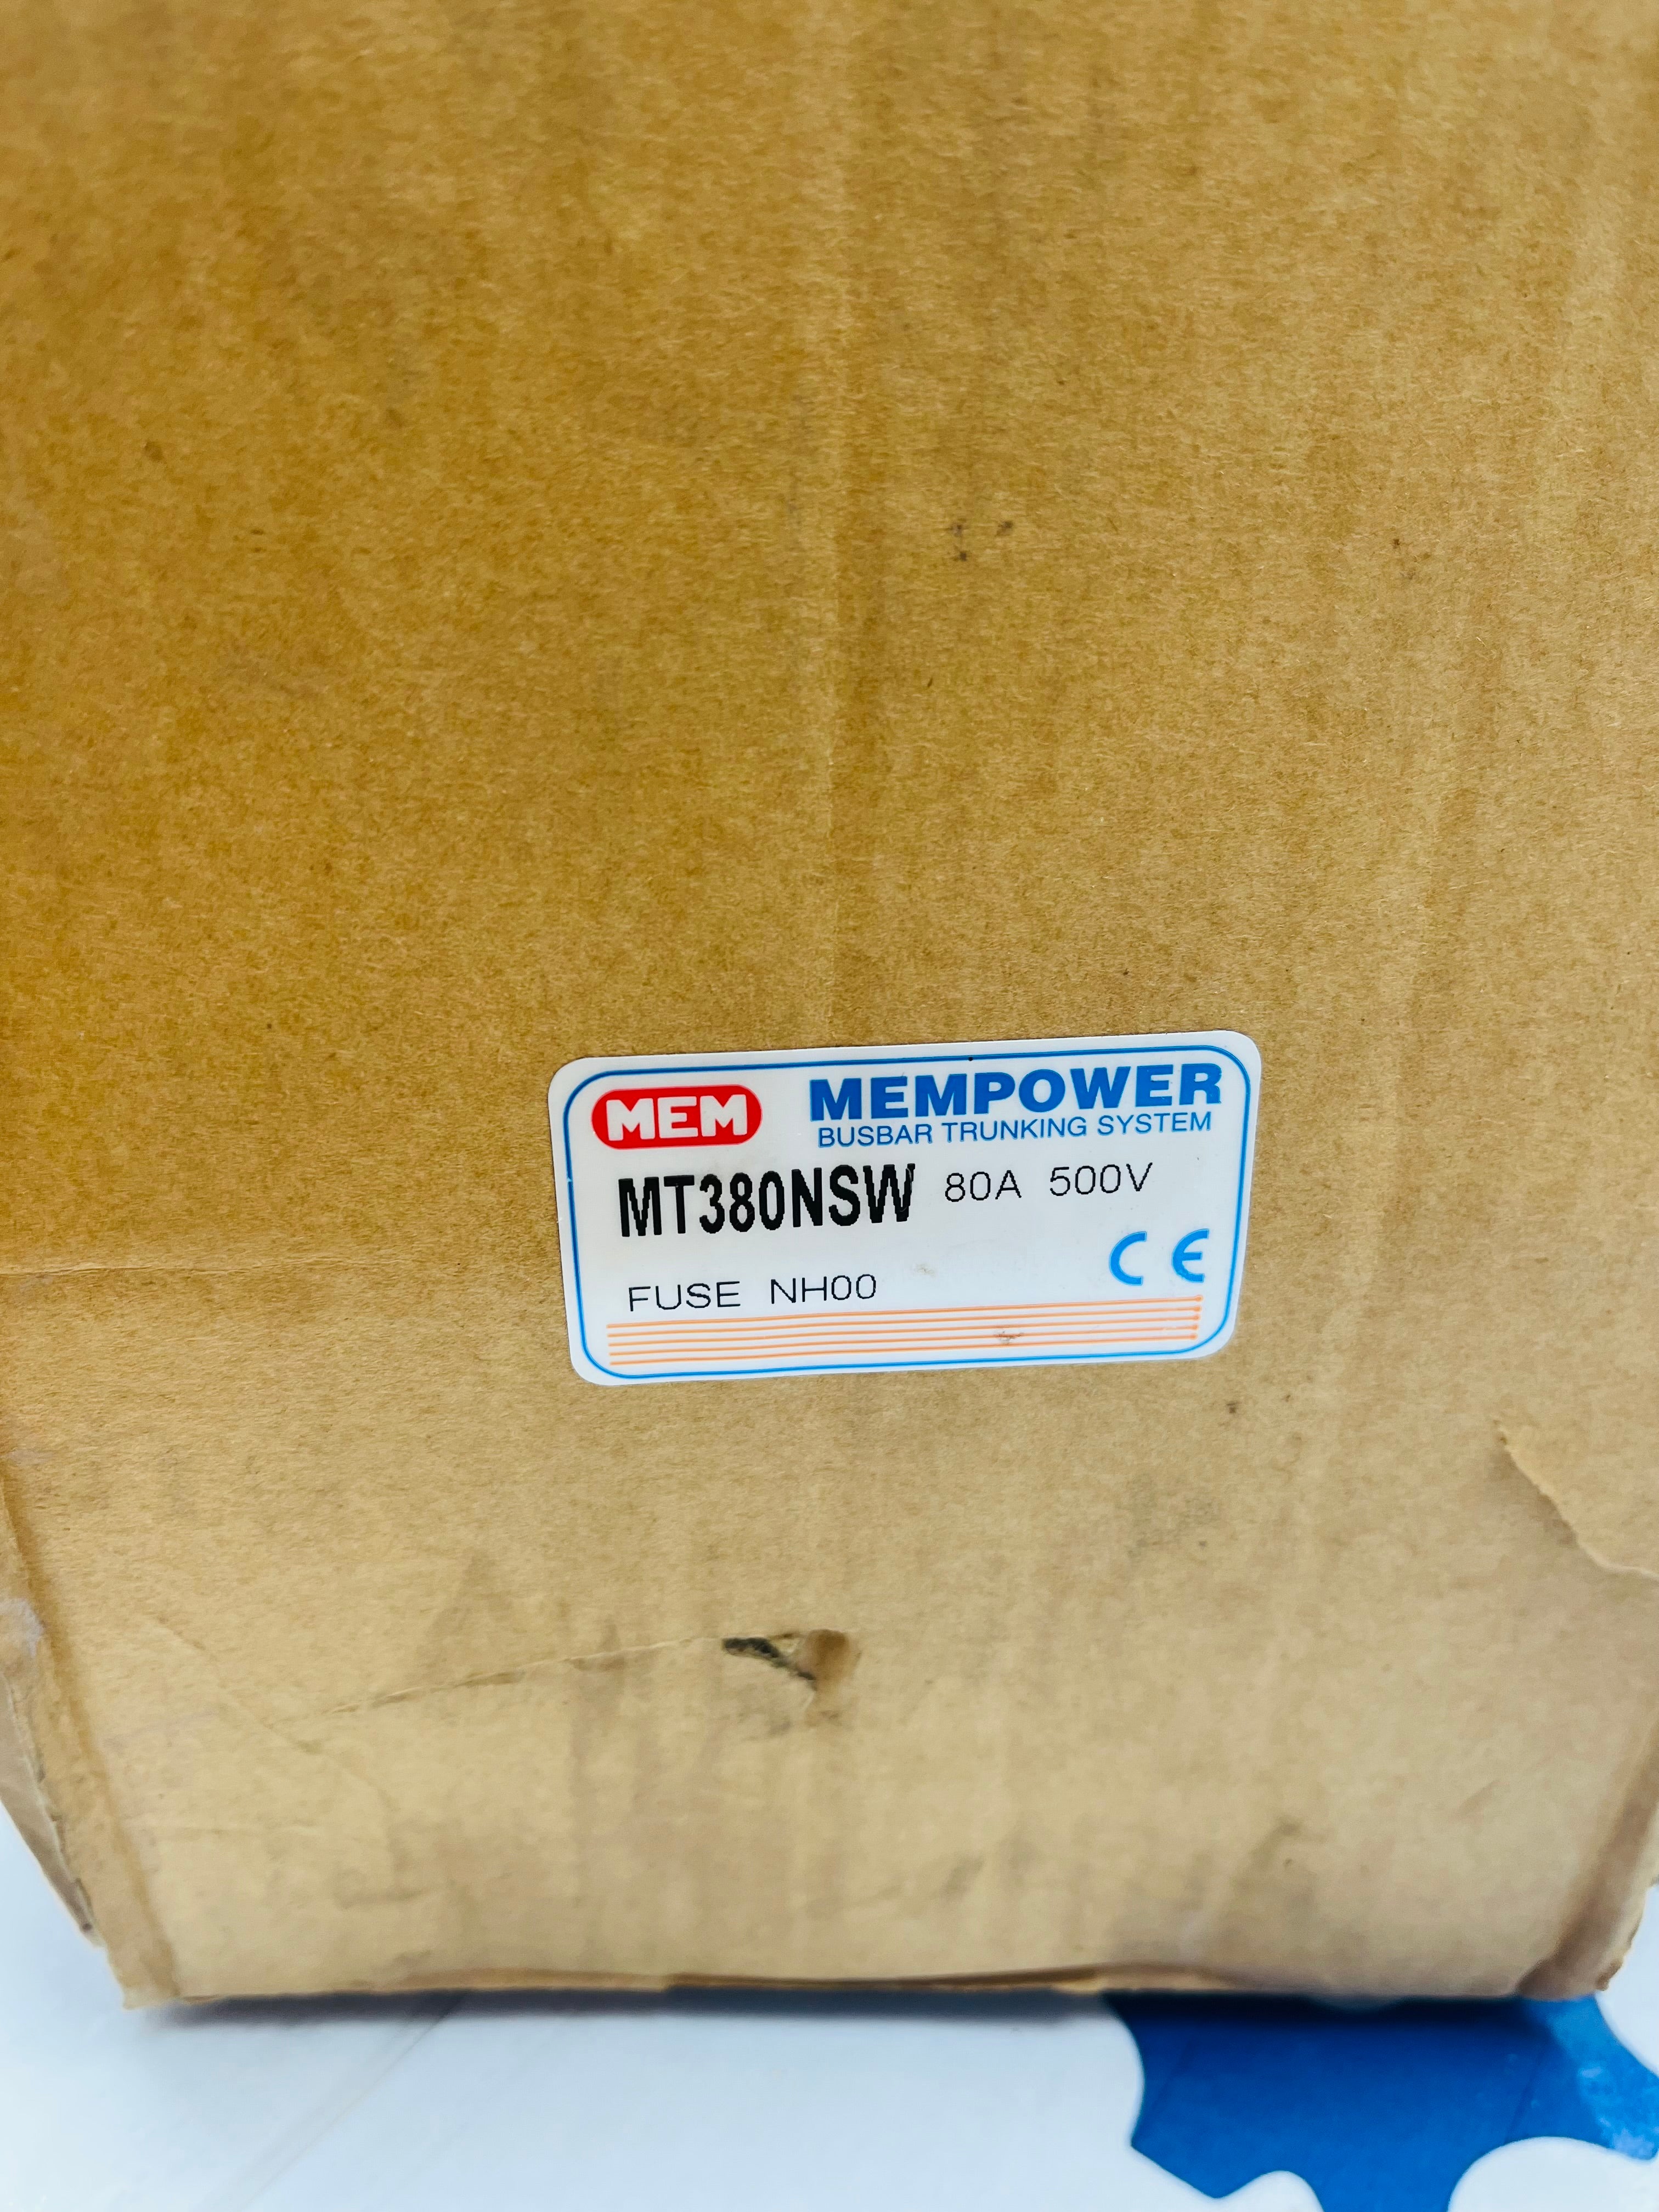 MEM MEMPOWER
BUSBAR TRUNKING SYSTEM
MT380NSW 80A 500V
CE
FUSE NH00